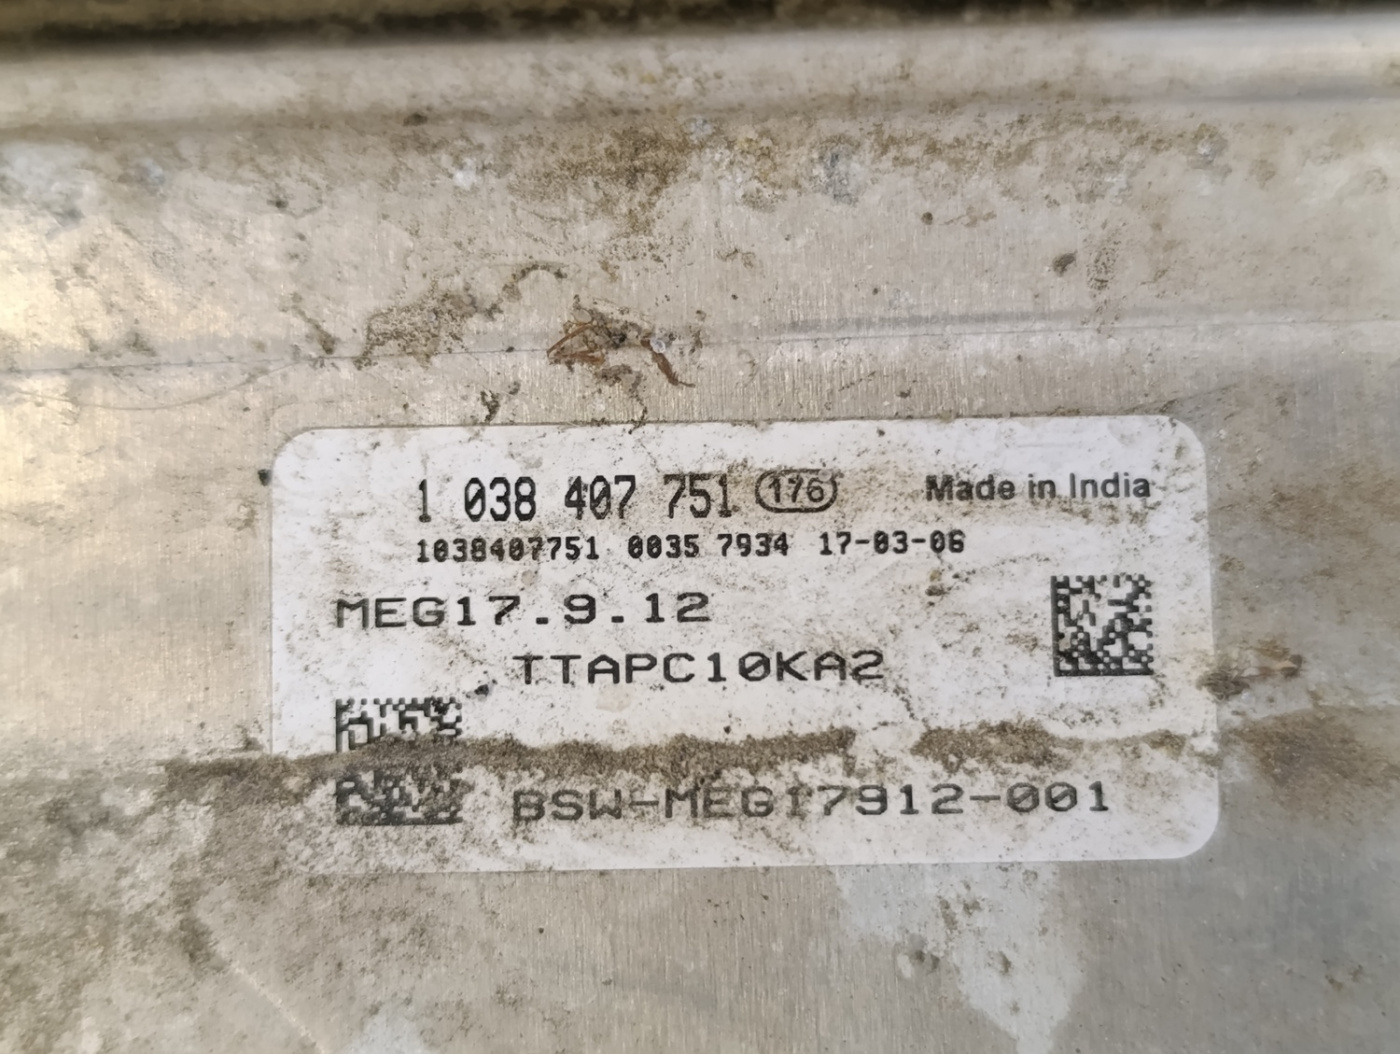 1 038 407 751 176 Made in India
1038407751 0035 7934 17-03-06
MEG17.9.12
TTAPC10KA2
BSW-MEG17912-001